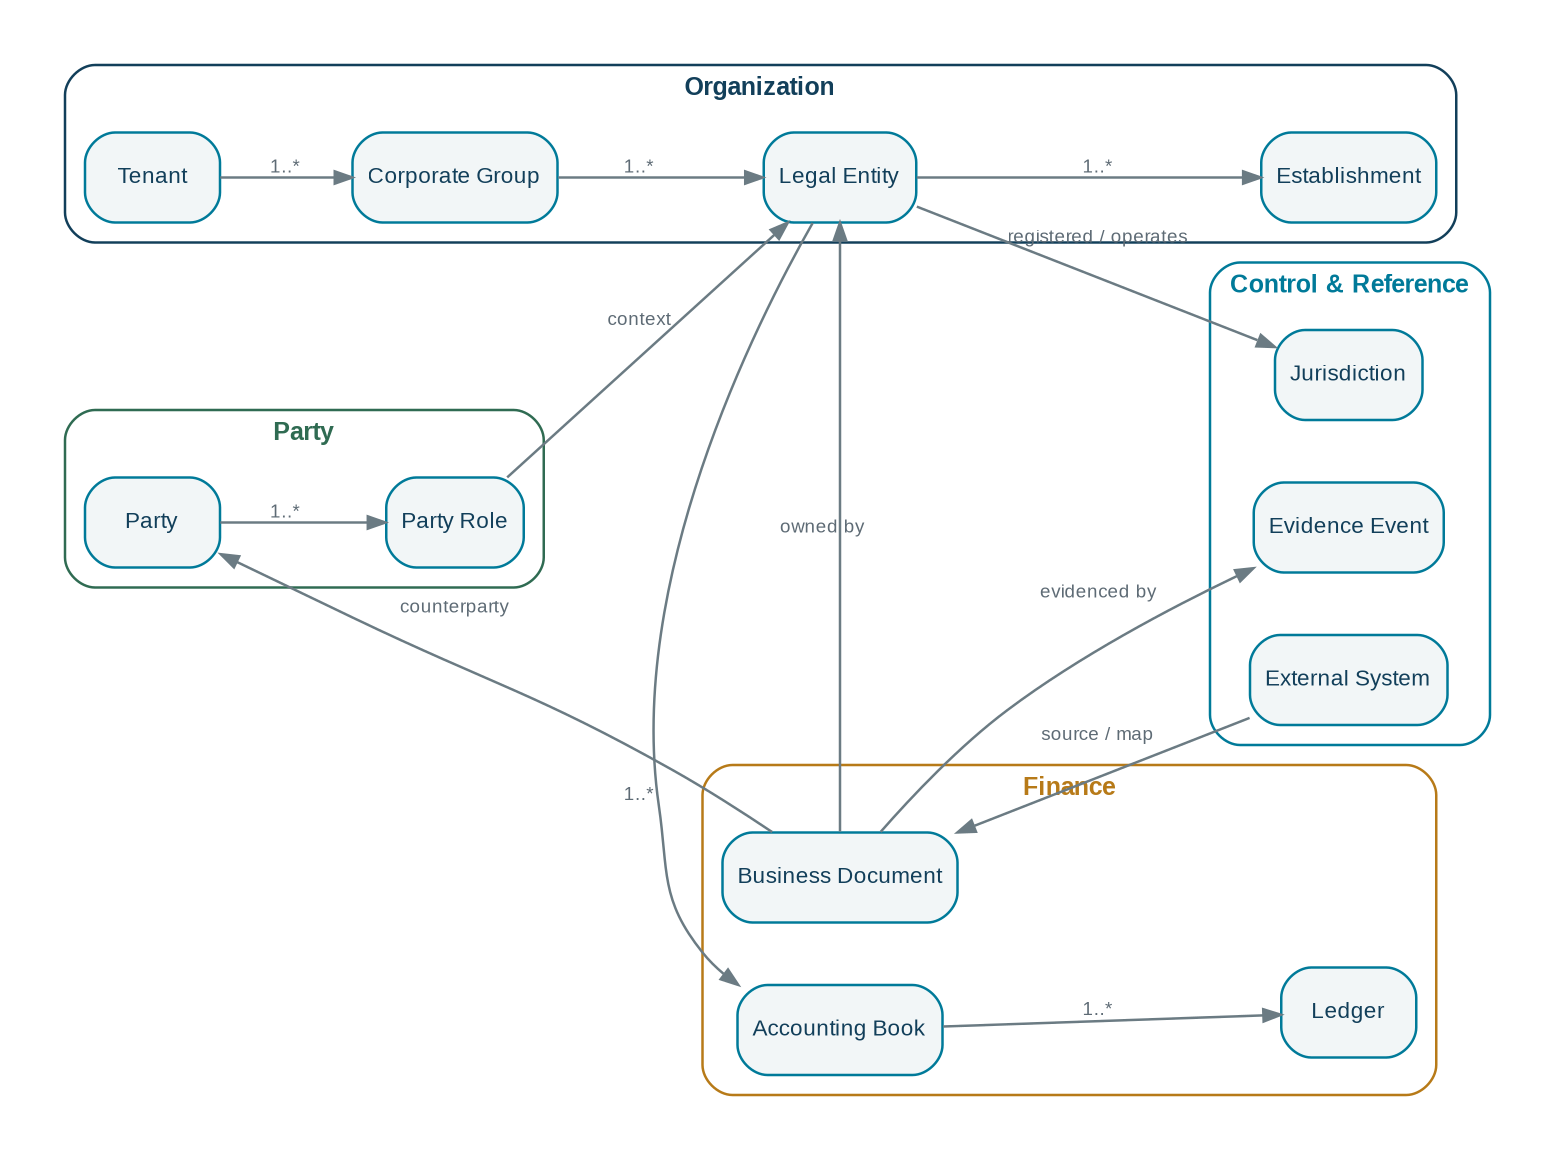 Organization
Tenant
1..*
Corporate Group
1..*
Legal Entity
1..*
Establishment
registered / operates
Control & Reference
context
Jurisdiction
Party
Party
1..*
Party Role
owned by
Evidence Event
evidenced by
counterparty
External System
source / map
1..*
Finance
Business Document
Accounting Book
1..*
Ledger